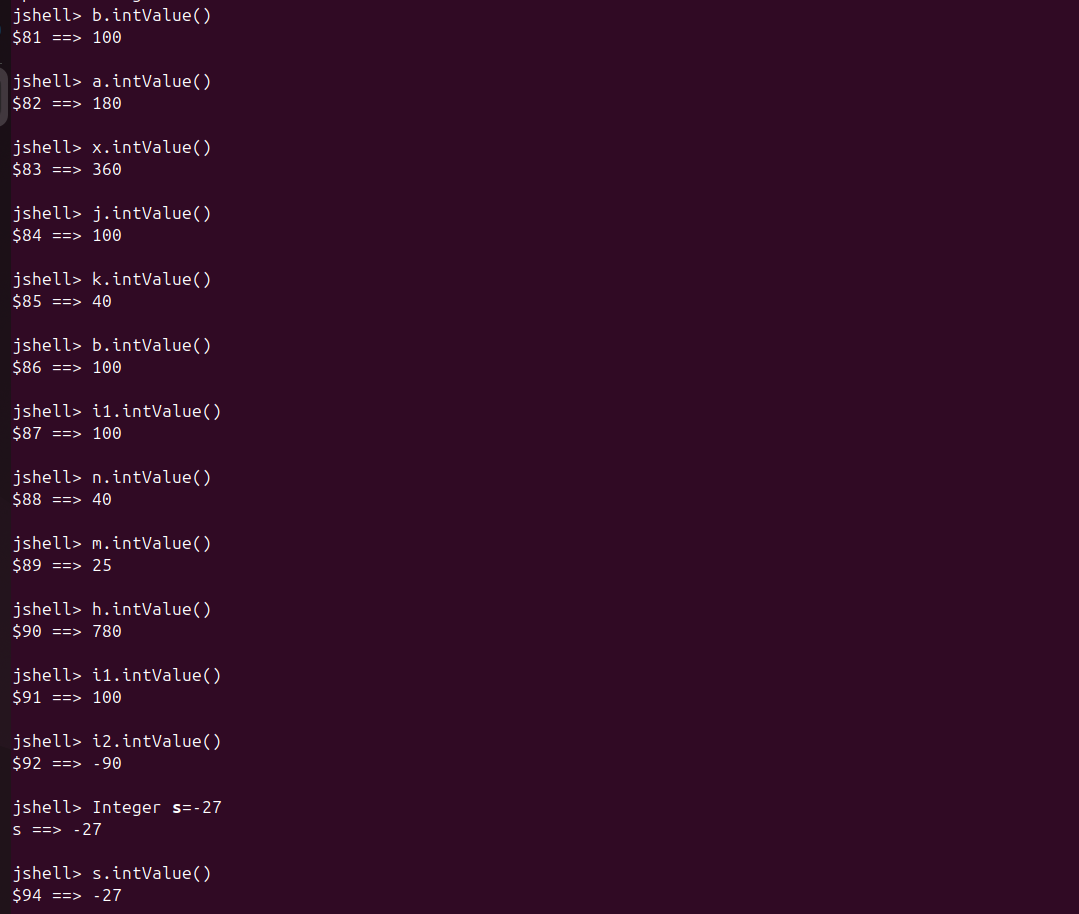 jshell> b.intValue()
$81 ==> 100
jshell> a.intValue()
$82 ==> 180
jshell> x.intValue()
$83 ==> 360
jshell> j.intValue()
$84 ==> 100
jshell> k.intValue()
$85 ==> 40
jshell> b.intValue()
$86 ==> 100
jshell> i1.intValue()
$87 ==> 100
jshell> n.intValue()
$88 ==> 40
jshell> m.intValue()
$89 ==> 25
jshell> h.intValue()
$90 ==> 780
jshell> i1.intValue()
$91 ==> 100
jshell> i2.intValue()
$92 ==> -90
jshell> Integer s=-27
s ==> -27
jshell> s.intValue()
$94 ==> -27